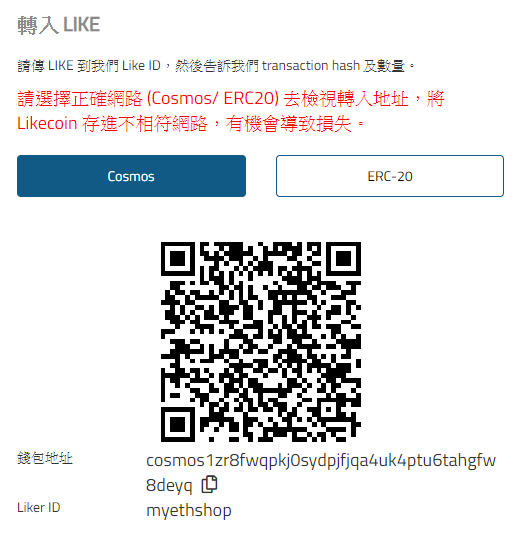 轉入 LIKE
請傳 LIKE 到我們 Like ID，然後告訴我們 transaction hash 及數量。
請選擇正確網路 (Cosmos/ ERC20) 去檢視轉入地址，將
Likecoin 存進不相符網路，有機會導致損失。
Cosmos
ERC-20
錢包地址
cosmos1zr8fwqpkj0sydpjfjqa4uk4ptu6tahgfw
8deyq
Liker ID
myethshop